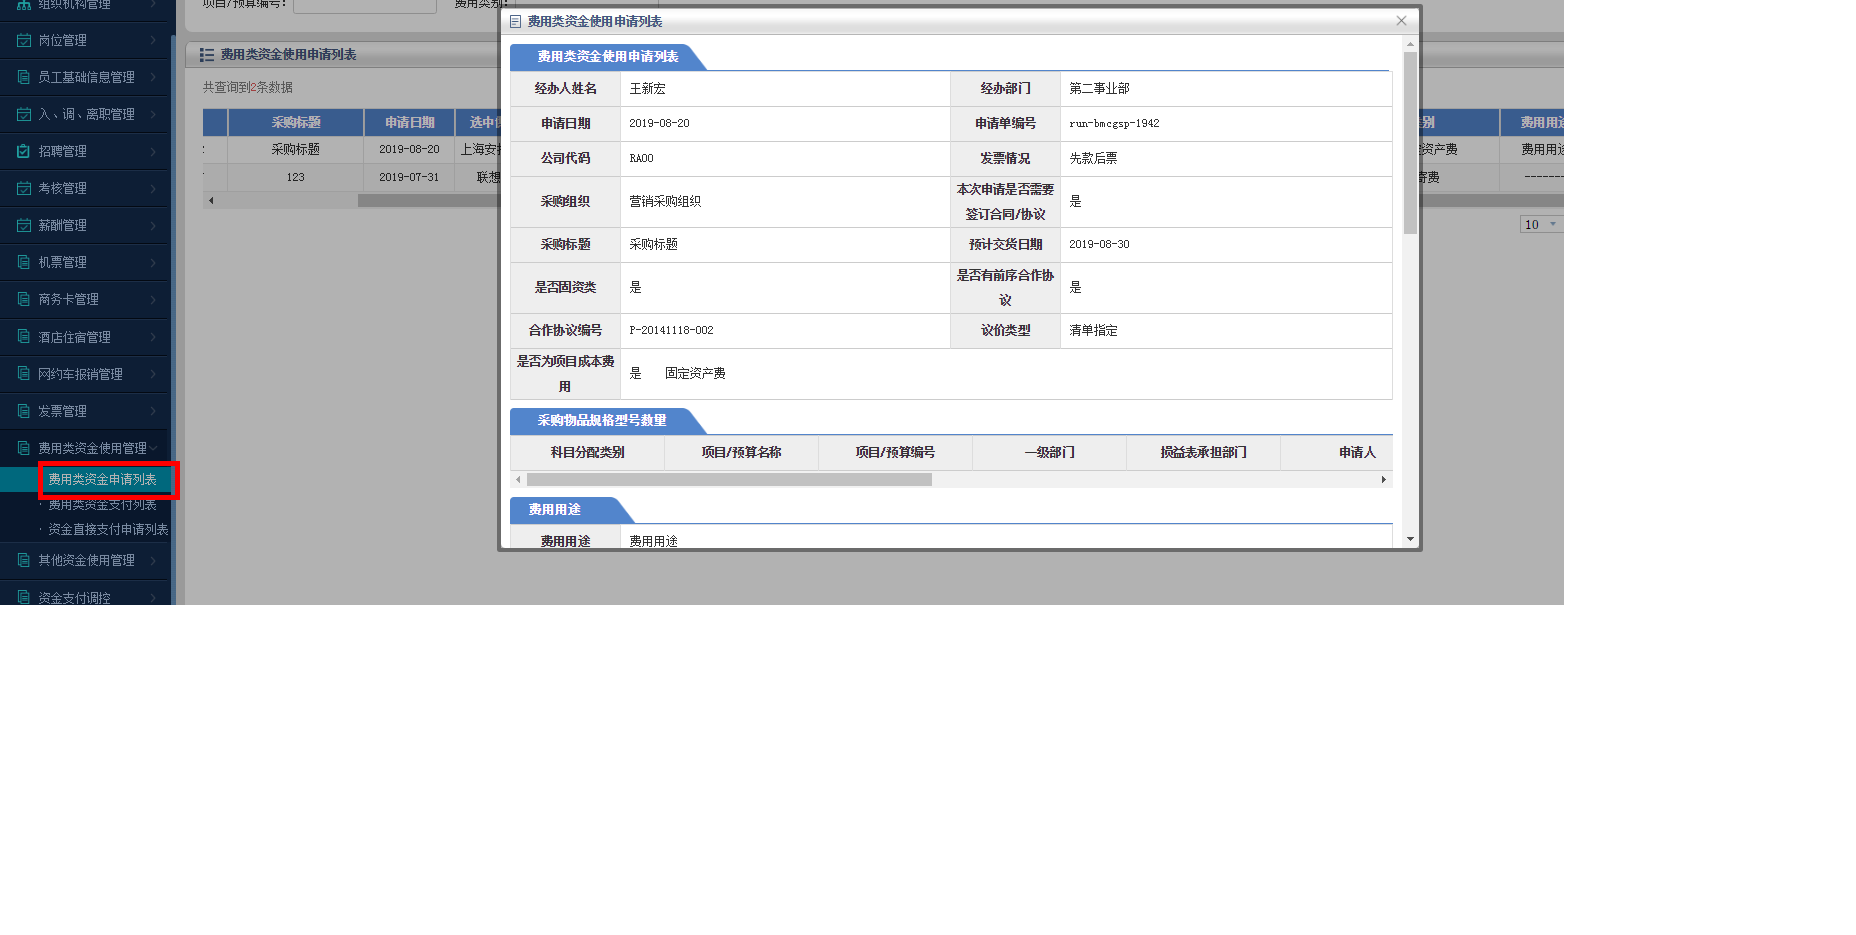 组织机构管理
岗位管理
员工基础信息管理
入、调、离职管理
招聘管理
考核管理
薪酬管理
机票管理
商务卡管理
酒店住宿管理
网约车报销管理
发票管理
费用类资金使用管理
费用类资金申请列表
· 费用类资金支付列表
· 资金直接支付申请列表
其他资金使用管理
资金支付调控
项目/预算编号：
费用类别：
费用类资金使用申请列表
共查询到2条数据
采购标题 申请日期 选中
采购标题 2019-08-20 上海安
123 2019-07-31 联想
别 费用用途
资产费 费用用途
寄费 -------
10
费用类资金使用申请列表
费用类资金使用申请列表
经办人姓名 王新宏 经办部门 第二事业部
申请日期 2019-08-20 申请单编号 run-bmcgsp-1942
公司代码 RA00 发票情况 先款后票
采购组织 营销采购组织 本次申请是否需要签订合同/协议 是
采购标题 采购标题 预计交货日期 2019-08-30
是否固资类 是 是否有前序合作协议 是
合作协议编号 P-20141118-002 议价类型 清单指定
是否为项目成本费用 是 固定资产费
采购物品规格型号数量
科目分配类别 项目/预算名称 项目/预算编号 一级部门 损益表承担部门 申请人
费用用途
费用用途 费用用途